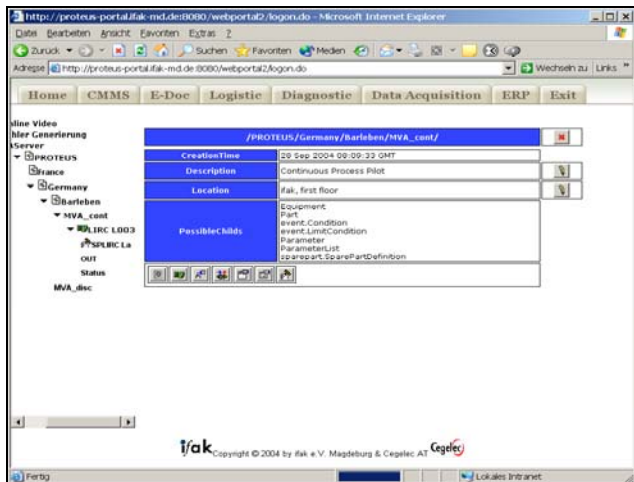 http://proteus-portal.ifak-md.de:8080/webportal2/logon.do - Microsoft Internet Explorer
Datei Bearbeiten Ansicht Favoriten Extras ?
Zurück Suchen Favoriten Medien
Adresse http://proteus-portal.ifak-md.de:8080/webportal2/logon.do Wechseln zu Links »
Home CMMS E-Doc Logistic Diagnostic Data Acquisition ERP Exit
nline Video
hler Generierung
Server
PROTEUS
France
Germany
Barleben
MVA_cont
LIRC L003
SPLIRC La
OUT
Status
MVA_disc
/PROTEUS/Germany/Barleben/MVA_cont/
CreationTime 20 Sep 2004 08:09:33 GMT
Description Continuous Process Pilot
Location ifak, first floor
PossibleChilds
Equipment
Part
event.Condition
event.LimitCondition
Parameter
ParameterList
sparepart.SparePartDefinition
ifak Copyright © 2004 by ifak e.V. Magdeburg & Cegelec AT Cegelec
Fertig Lokales Intranet